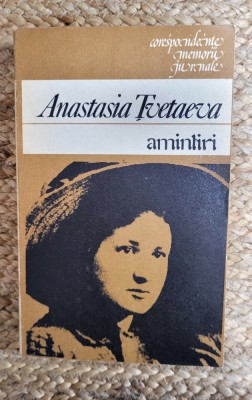 corespondențe
memorii
jurnale
Anastasia Țvetaeva
amintiri